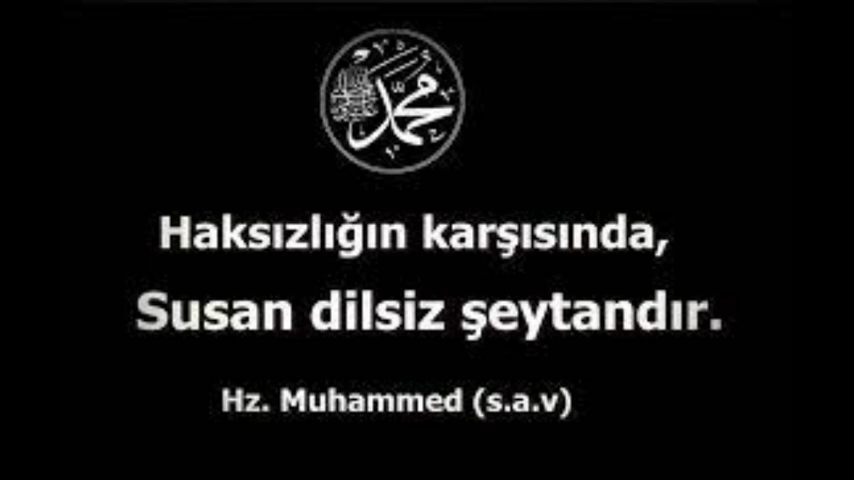 محمد
Haksızlığın karşısında,
Susan dilsiz şeytandır.
Hz. Muhammed (s.a.v)